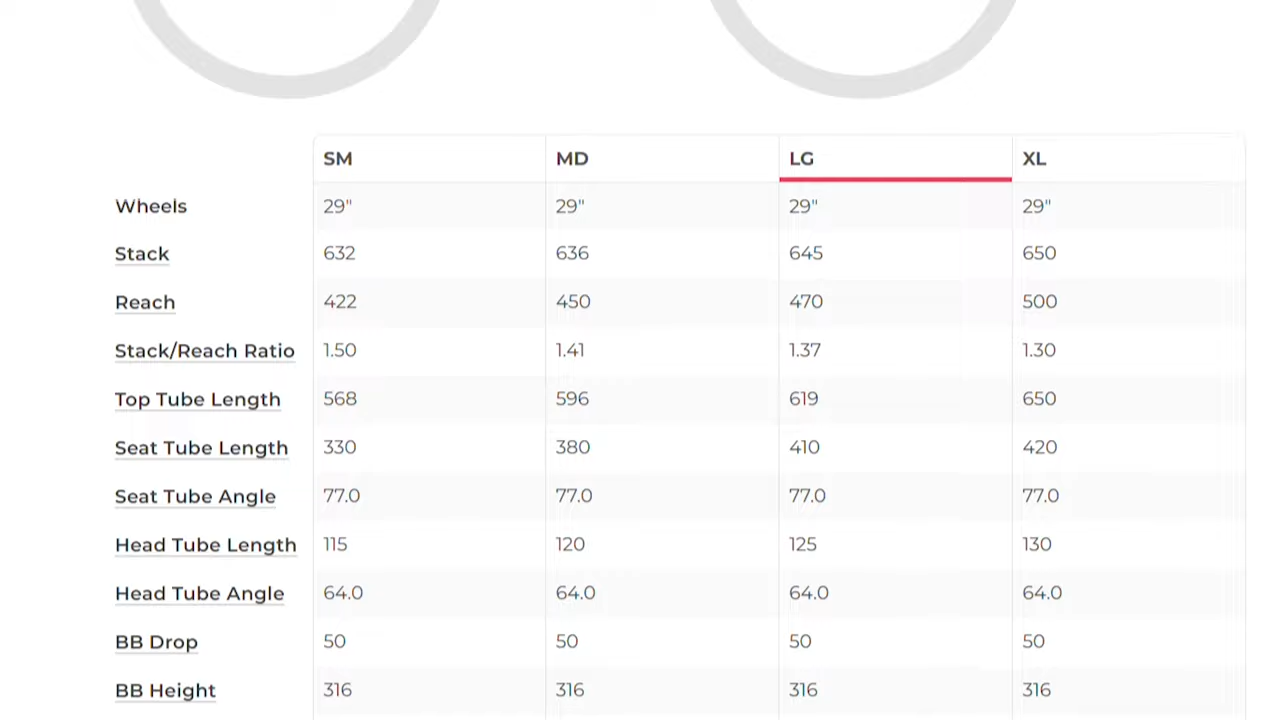 SM MD LG XL
Wheels 29" 29" 29" 29"
Stack 632 636 645 650
Reach 422 450 470 500
Stack/Reach Ratio 1.50 1.41 1.37 1.30
Top Tube Length 568 596 619 650
Seat Tube Length 330 380 410 420
Seat Tube Angle 77.0 77.0 77.0 77.0
Head Tube Length 115 120 125 130
Head Tube Angle 64.0 64.0 64.0 64.0
BB Drop 50 50 50 50
BB Height 316 316 316 316